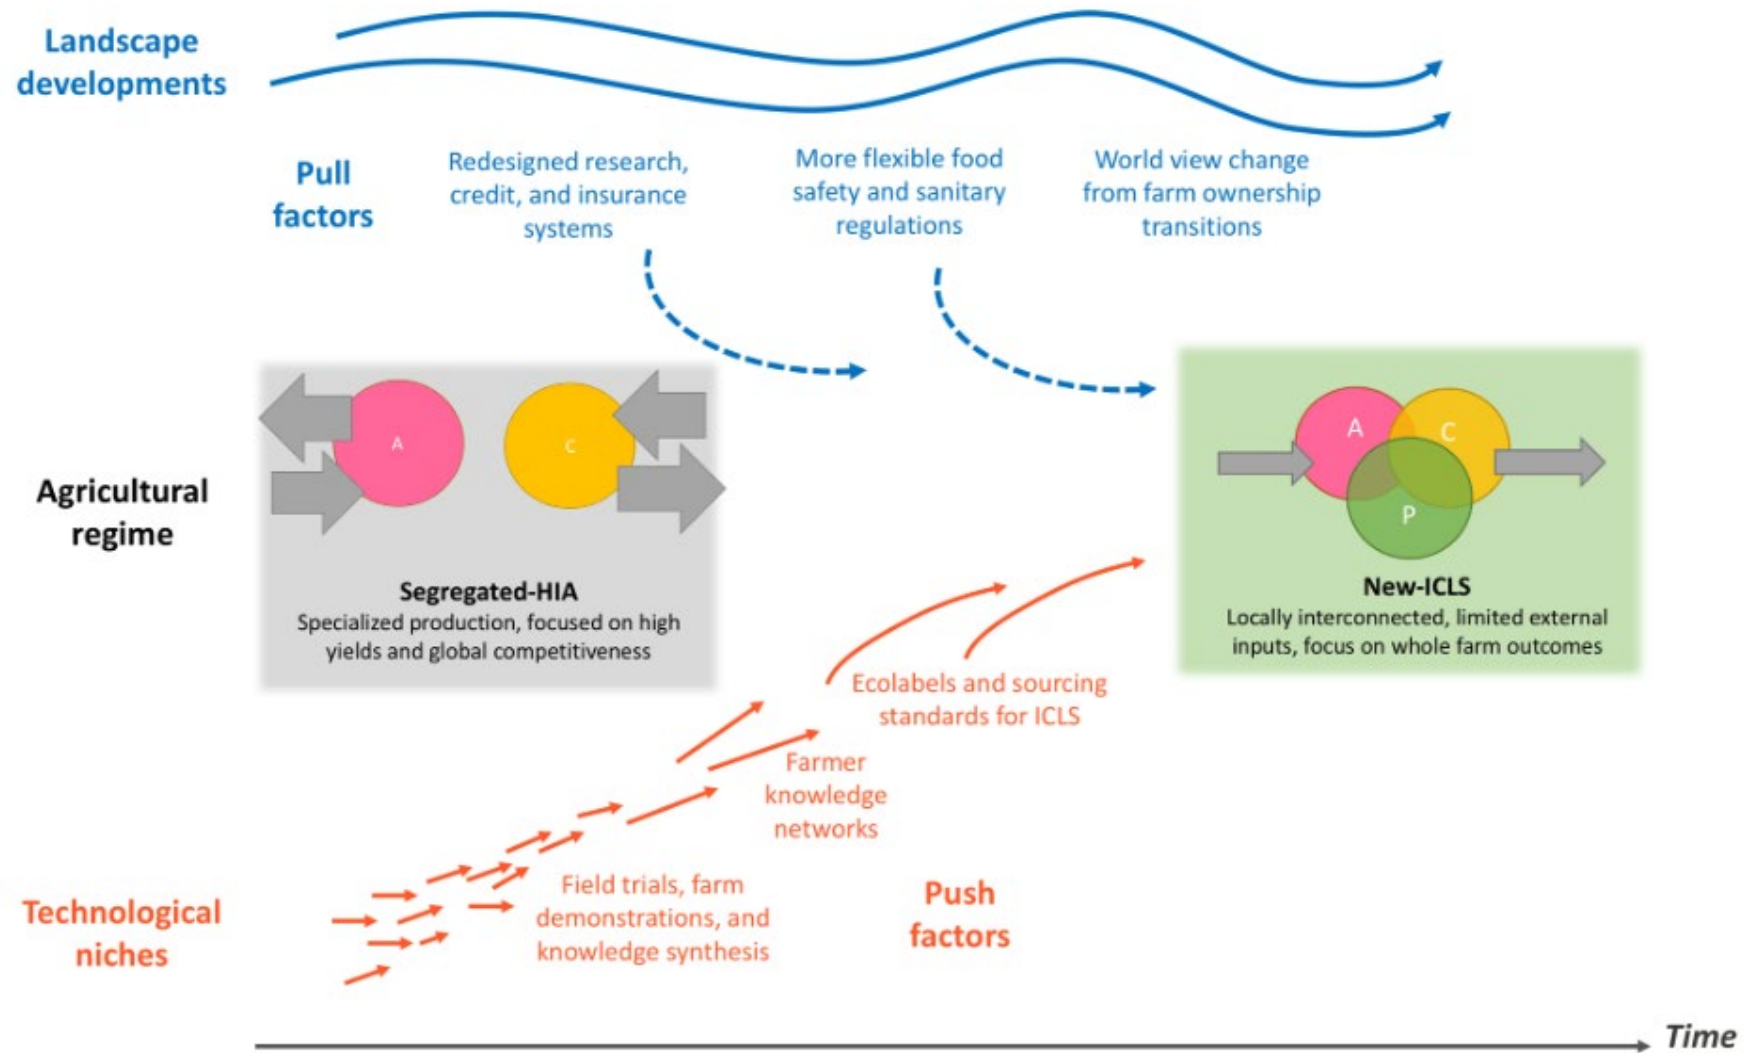 Landscape
developments
Pull
factors
Redesigned research,
credit, and insurance
systems
More flexible food
safety and sanitary
regulations
World view change
from farm ownership
transitions
Agricultural
regime
A
C
Segregated-HIA
Specialized production, focused on high
yields and global competitiveness
A
C
P
New-ICLS
Locally interconnected, limited external
inputs, focus on whole farm outcomes
Ecolabels and sourcing
standards for ICLS
Farmer
knowledge
networks
Technological
niches
Field trials, farm
demonstrations, and
knowledge synthesis
Push
factors
Time